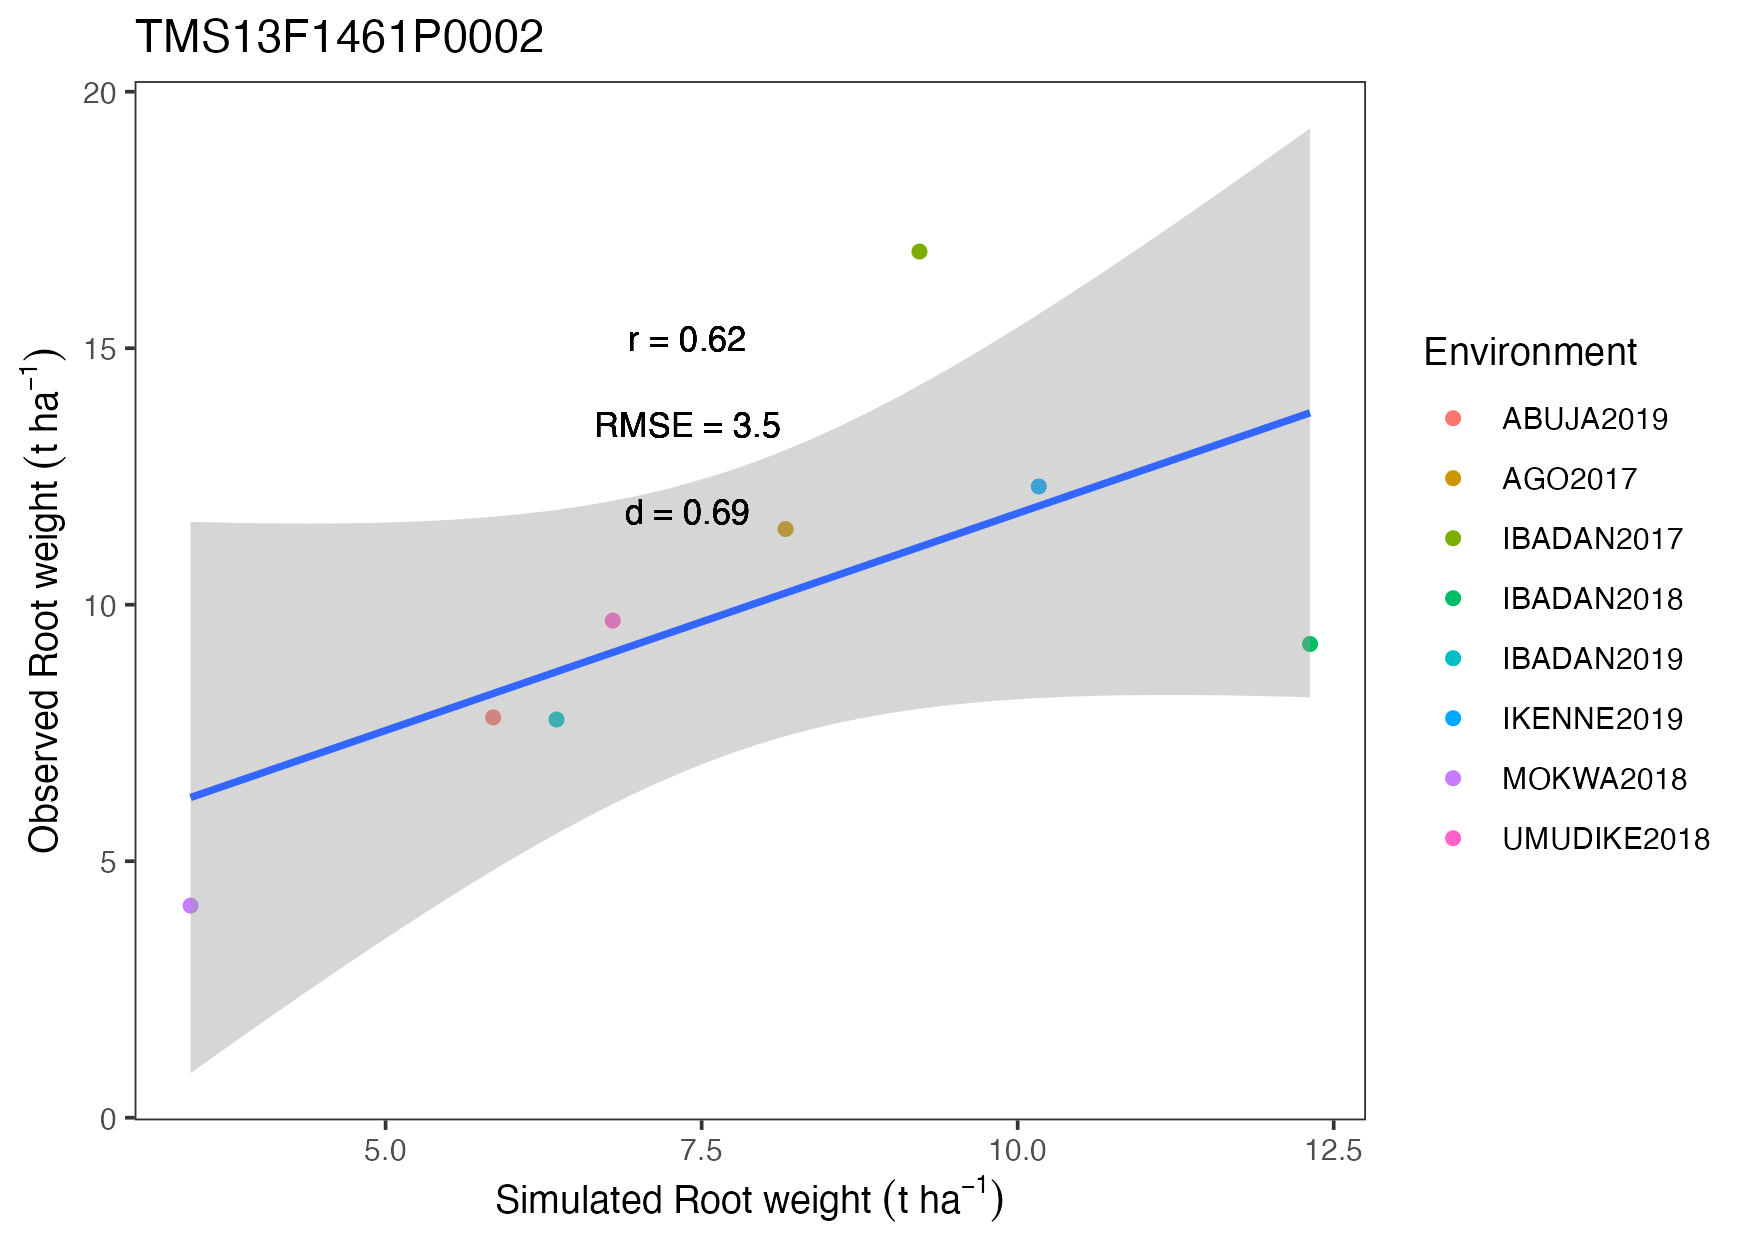 TMS13F1461P0002
20
15
10
5
0
Observed Root weight (t ha⁻¹)
r = 0.62
RMSE = 3.5
d = 0.69
5.0
7.5
10.0
12.5
Simulated Root weight (t ha⁻¹)
Environment
ABUJA2019
AGO2017
IBADAN2017
IBADAN2018
IBADAN2019
IKENNE2019
MOKWA2018
UMUDIKE2018